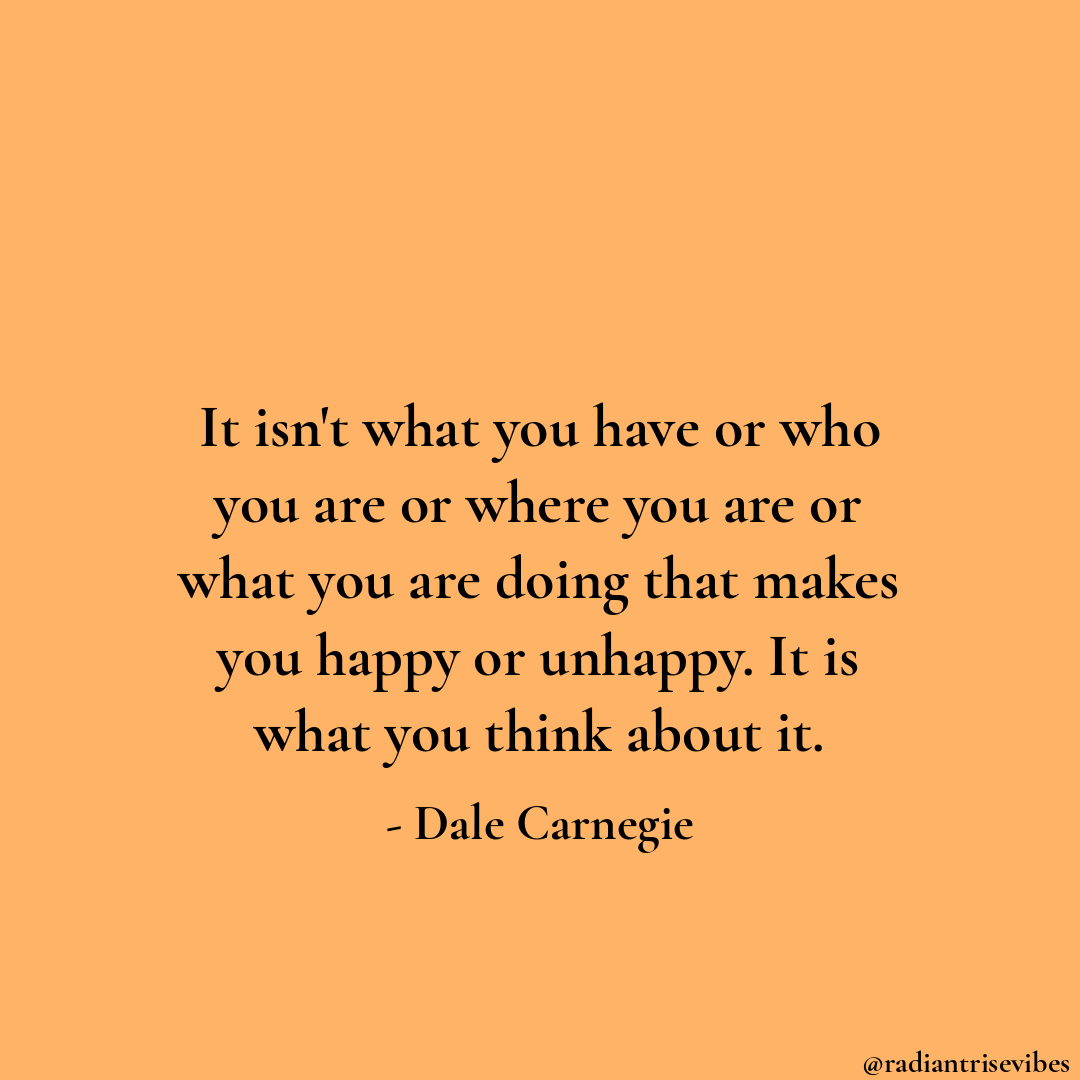 It isn't what you have or who
you are or where you are or
what you are doing that makes
you happy or unhappy. It is
what you think about it.
- Dale Carnegie
@radiantrisevibes